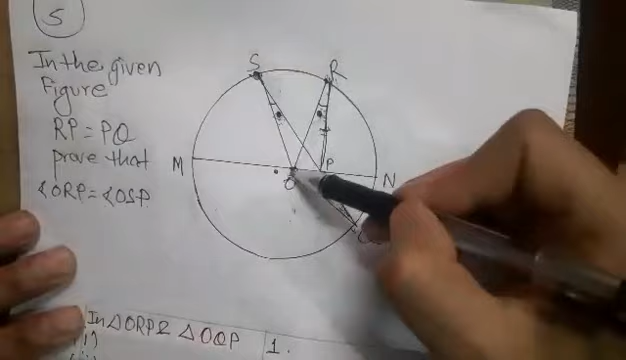 5
In the given
Figure
RP=PQ
prove that
∠ORP=∠OSP
S
R
M
P
N
O
Q
In △ORP & △OQP
1.
(i)